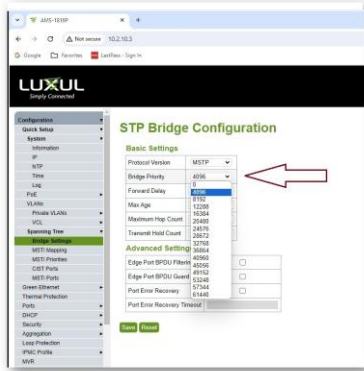 AMS-1816P
Not secure 10.2.10.3
Google Favorites LastPass - Sign In
LUXUL
Simply Connected
Configuration
Quick Setup
System
Information
IP
NTP
Time
Log
PoE
VLANs
Private VLANs
VCL
Spanning Tree
Bridge Settings
MSTI Mapping
MSTI Priorities
CIST Ports
MSTI Ports
Green Ethernet
Thermal Protection
Ports
DHCP
Security
Aggregation
Loop Protection
IPMC Profile
MVR
STP Bridge Configuration
Basic Settings
Protocol Version MSTP
Bridge Priority 4096
Forward Delay
Max Age
Maximum Hop Count
Transmit Hold Count
0
4096
8192
12288
16384
20480
24576
28672
32768
36864
40960
45056
49152
53248
57344
61440
Advanced Settings
Edge Port BPDU Filtering
Edge Port BPDU Guard
Port Error Recovery
Port Error Recovery Timeout
Save Reset